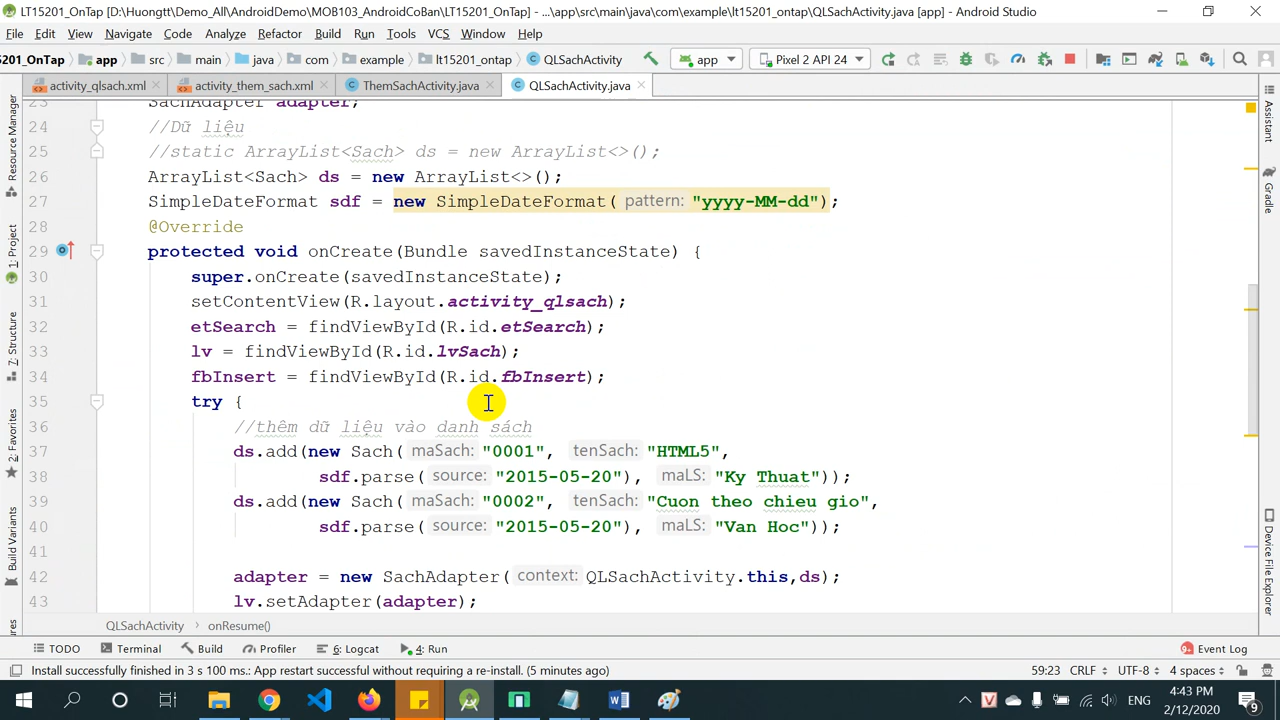 LT15201_OnTap [D:\Huongtt\Demo_All\AndroidDemo\MOB103_AndroidCoBan\LT15201_OnTap] - ...\app\src\main\java\com\example\lt15201_ontap\QLSachActivity.java [app] - Android Studio
File Edit View Navigate Code Analyze Refactor Build Run Tools VCS Window Help
5201_OnTap app src main java com example lt15201_ontap QLSachActivity app Pixel 2 API 24
activity_qlsach.xml activity_them_sach.xml ThemSachActivity.java QLSachActivity.java
23 SachAdapter adapter;
24 //Dữ liệu
25 //static ArrayList<Sach> ds = new ArrayList<>();
26 ArrayList<Sach> ds = new ArrayList<>();
27 SimpleDateFormat sdf = new SimpleDateFormat( pattern: "yyyy-MM-dd");
28 @Override
29 protected void onCreate(Bundle savedInstanceState) {
30 super.onCreate(savedInstanceState);
31 setContentView(R.layout.activity_qlsach);
32 etSearch = findViewById(R.id.etSearch);
33 lv = findViewById(R.id.lvSach);
34 fbInsert = findViewById(R.id.fbInsert);
35 try {
36 //thêm dữ liệu vào danh sách
37 ds.add(new Sach( maSach: "0001", tenSach: "HTML5",
38 sdf.parse( source: "2015-05-20"), maLS: "Ky Thuat"));
39 ds.add(new Sach( maSach: "0002", tenSach: "Cuon theo chieu gio",
40 sdf.parse( source: "2015-05-20"), maLS: "Van Hoc"));
41
42 adapter = new SachAdapter( context: QLSachActivity.this,ds);
43 lv.setAdapter(adapter);
QLSachActivity onResume()
Resource Manager
1: Project
7: Structure
2: Favorites
Build Variants
Assistant
Gradle
Device File Explorer
TODO Terminal Build Profiler 6: Logcat 4: Run Event Log
Install successfully finished in 3 s 100 ms.: App restart successful without requiring a re-install. (5 minutes ago) 59:23 CRLF UTF-8 4 spaces
ENG
4:43 PM
2/12/2020
9